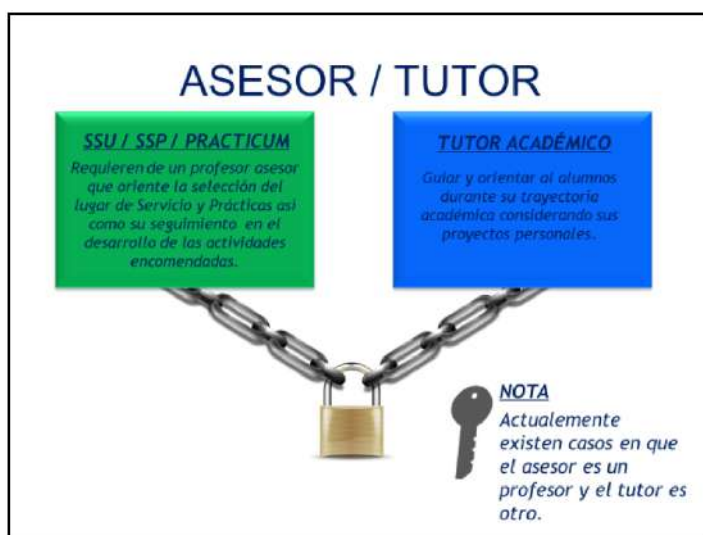 ASESOR / TUTOR
SSU / SSP / PRACTICUM
Requieren de un profesor asesor
que oriente la selección del
lugar de Servicio y Prácticas asi
como su seguimiento en el
desarrollo de las actividades
encomendadas.
TUTOR ACADÉMICO
Guiar y orientar al alumnos
durante su trayectoria
académica considerando sus
proyectos personales.
NOTA
Actualemente
existen casos en que
el asesor es un
profesor y el tutor es
otro.